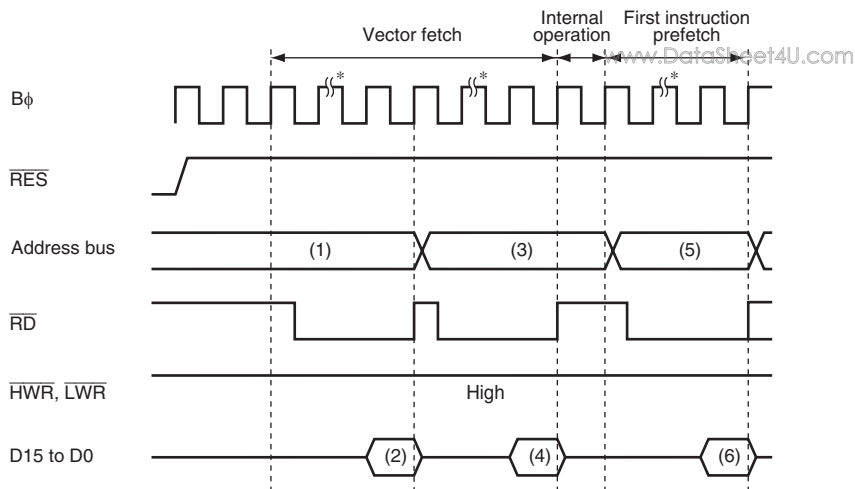 Internal operation
First instruction prefetch
Vector fetch
www.DataSheet4U.com
Bϕ
*
*
*
RES
Address bus
(1)
(3)
(5)
RD
HWR, LWR
High
D15 to D0
(2)
(4)
(6)